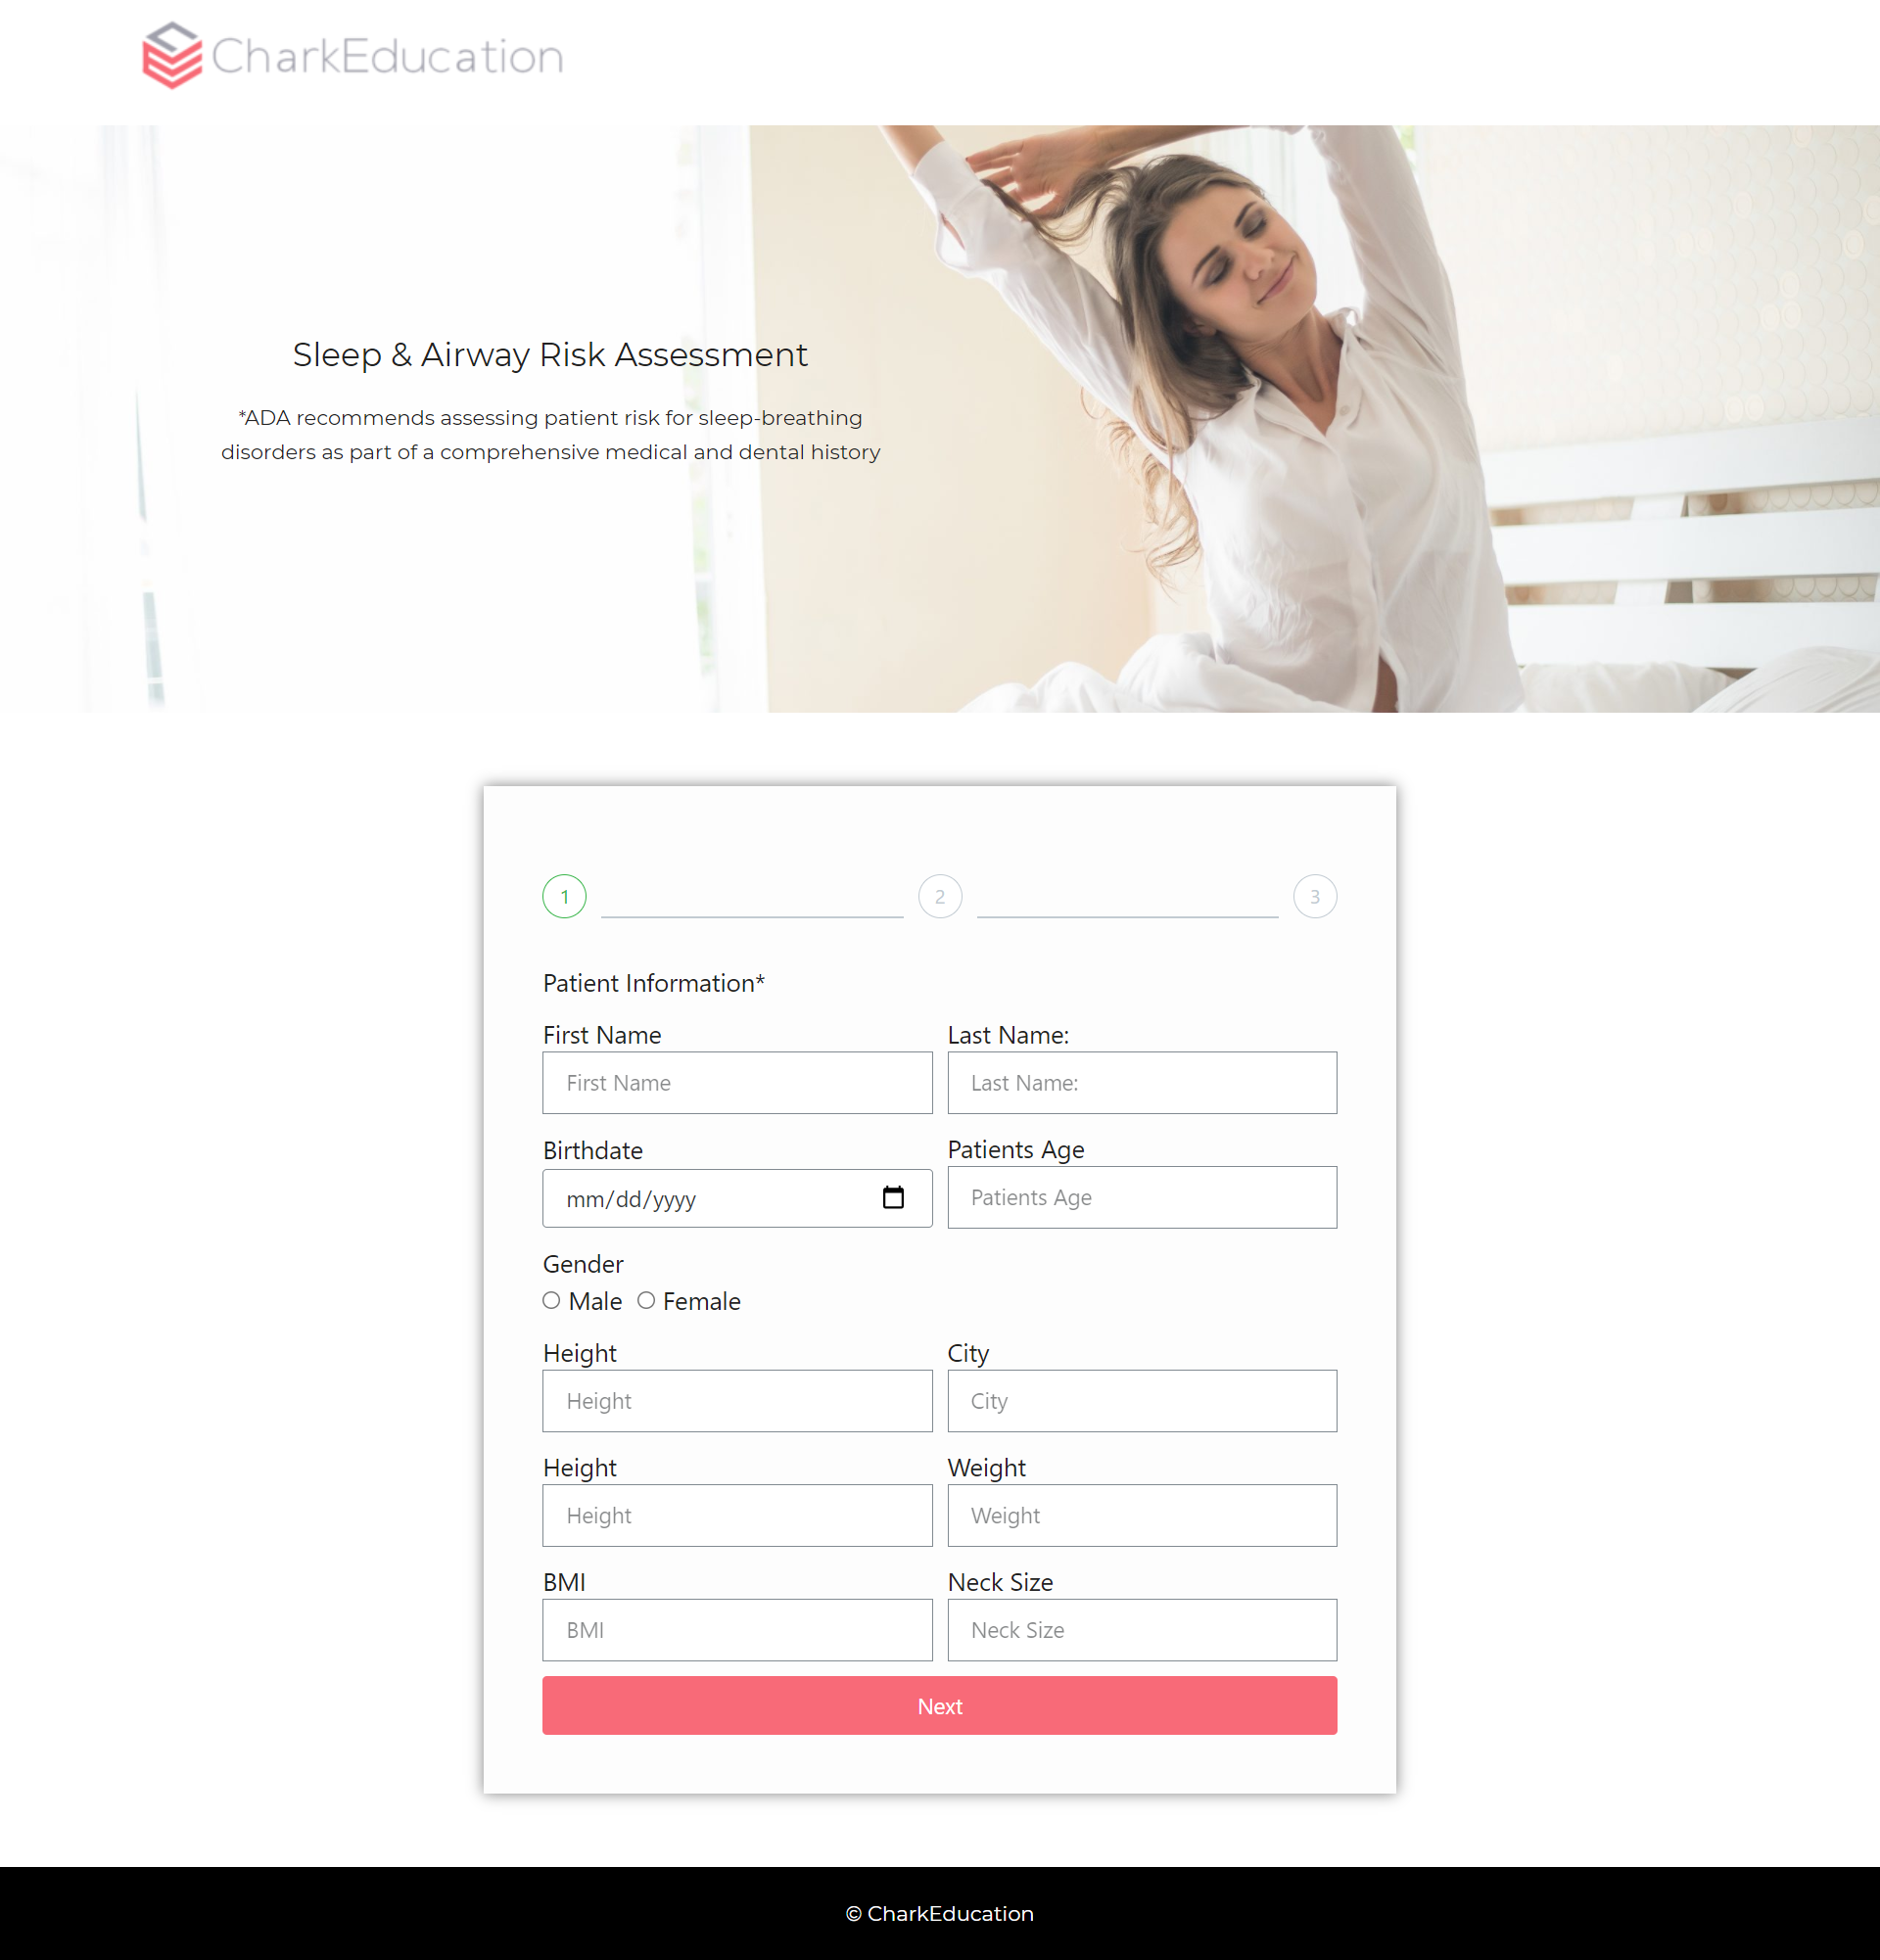 CharkEducation
Sleep & Airway Risk Assessment
*ADA recommends assessing patient risk for sleep-breathing
disorders as part of a comprehensive medical and dental history
1 2 3
Patient Information*
First Name Last Name:
First Name Last Name:
Birthdate Patients Age
mm/dd/yyyy Patients Age
Gender
Male Female
Height City
Height City
Height Weight
Height Weight
BMI Neck Size
BMI Neck Size
Next
© CharkEducation